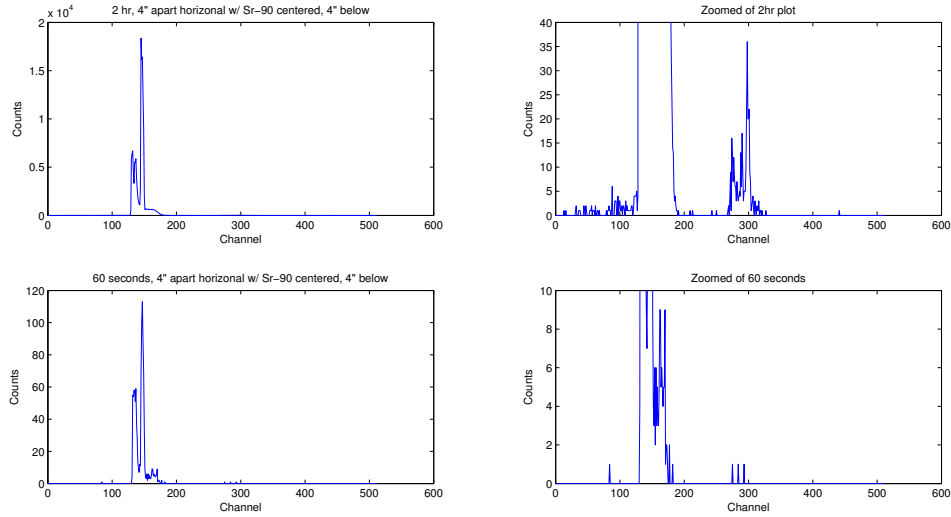 2 hr, 4" apart horizonal w/ Sr−90 centered, 4" below
x 10^4
2
1.5
1
0.5
0
Counts
0 100 200 300 400 500 600
Channel
Zoomed of 2hr plot
40
35
30
25
20
15
10
5
0
Counts
0 100 200 300 400 500 600
Channel
60 seconds, 4" apart horizonal w/ Sr−90 centered, 4" below
120
100
80
60
40
20
0
Counts
0 100 200 300 400 500 600
Channel
Zoomed of 60 seconds
10
8
6
4
2
0
Counts
0 100 200 300 400 500 600
Channel